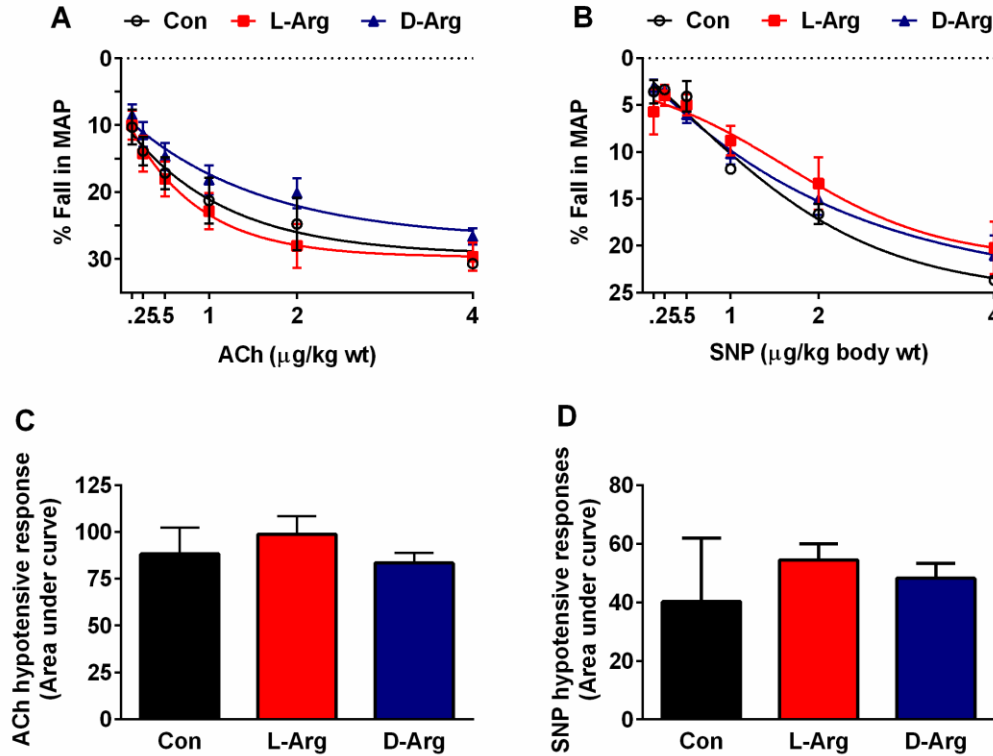 A
Con L-Arg D-Arg
% Fall in MAP
0
10
20
30
.25 .5 1 2 4
ACh (μg/kg wt)
B
Con L-Arg D-Arg
% Fall in MAP
0
5
10
15
20
25
.25 .5 1 2 4
SNP (μg/kg body wt)
C
ACh hypotensive response
(Area under curve)
125
100
75
50
25
0
Con L-Arg D-Arg
D
SNP hypotensive responses
(Area under curve)
80
60
40
20
0
Con L-Arg D-Arg